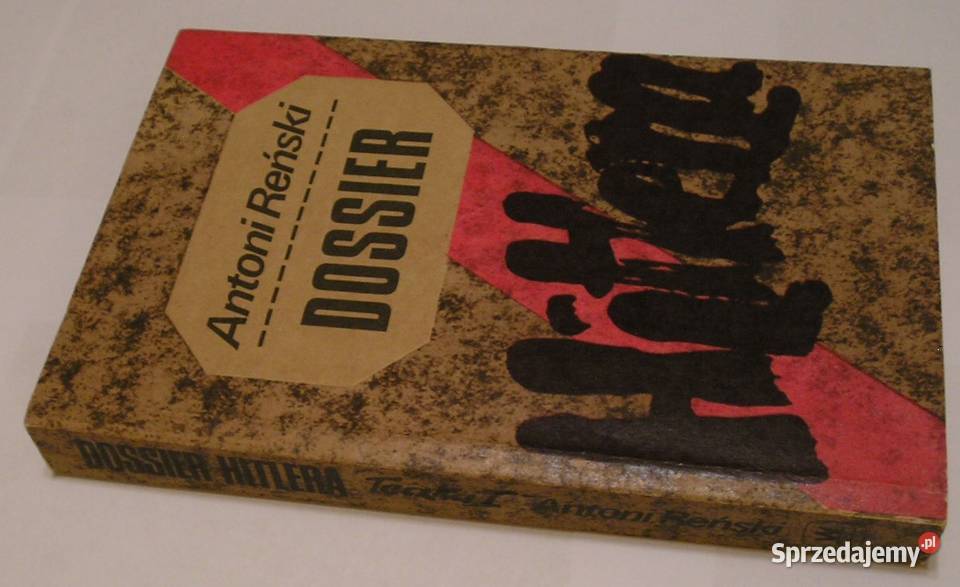 Antoni Reński
DOSSIER
Hitlera
DOSSIER HITLERA Antoni Reński
Sprzedajemy.pl